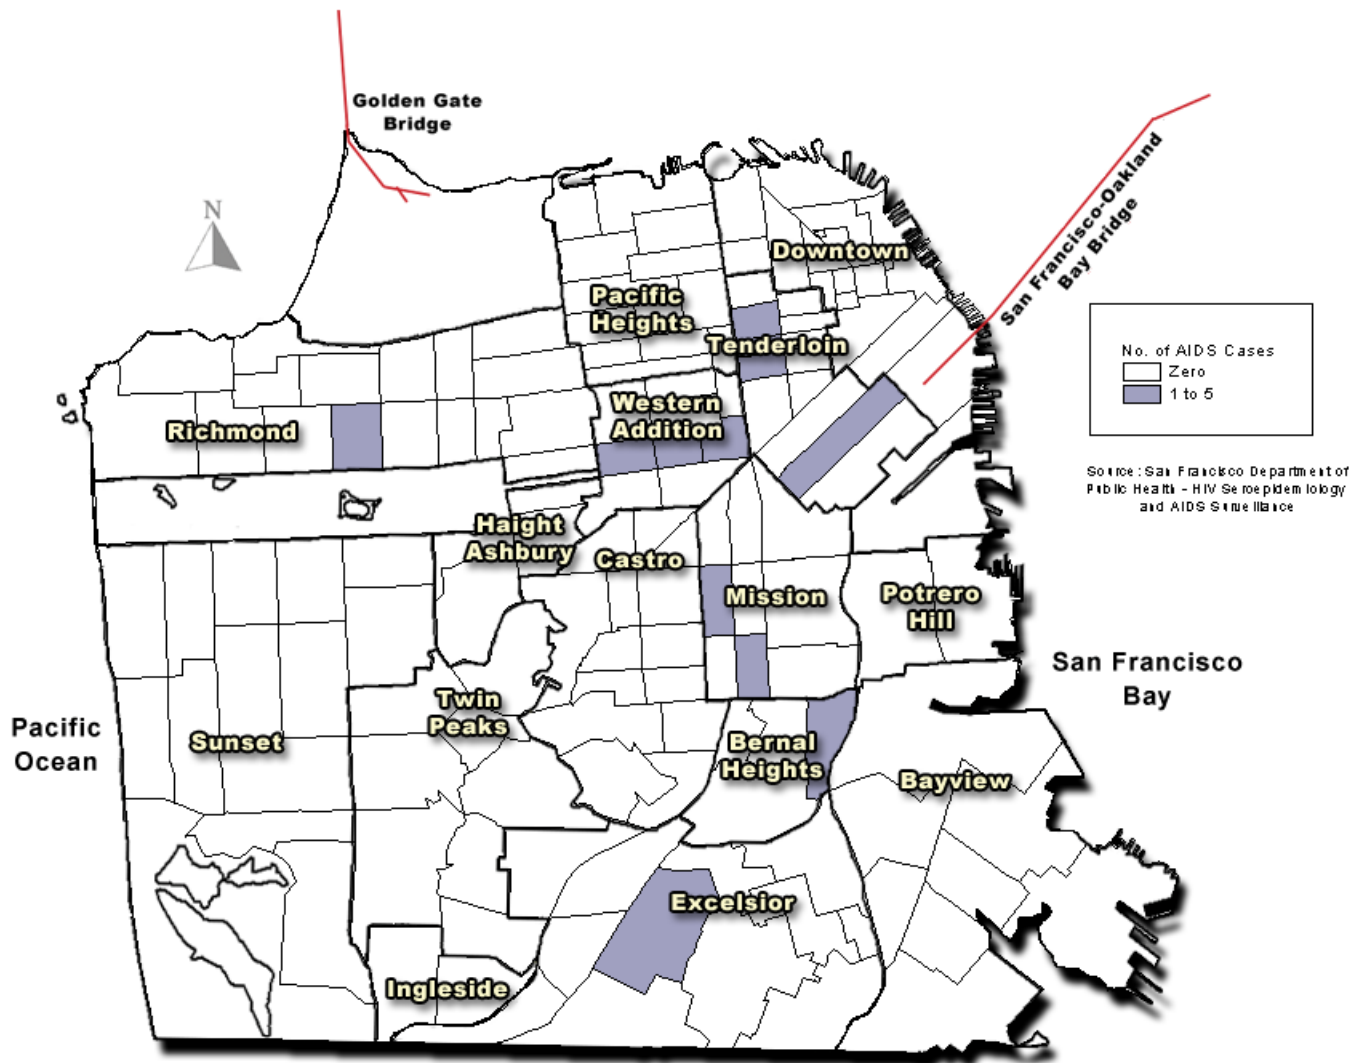 Golden Gate
Bridge
San Francisco-Oakland
Bay Bridge
N
Downtown
Pacific
Heights
Tenderloin
No. of AIDS Cases
Zero
1 to 5
Western
Addition
Richmond
Source: San Francisco Department of
Public Health - HIV Seroepidemiology
and AIDS Surveillance
Haight
Ashbury
Castro
Mission
Potrero
Hill
San Francisco
Bay
Twin
Peaks
Pacific
Ocean
Sunset
Bernal
Heights
Bayview
Excelsior
Ingleside